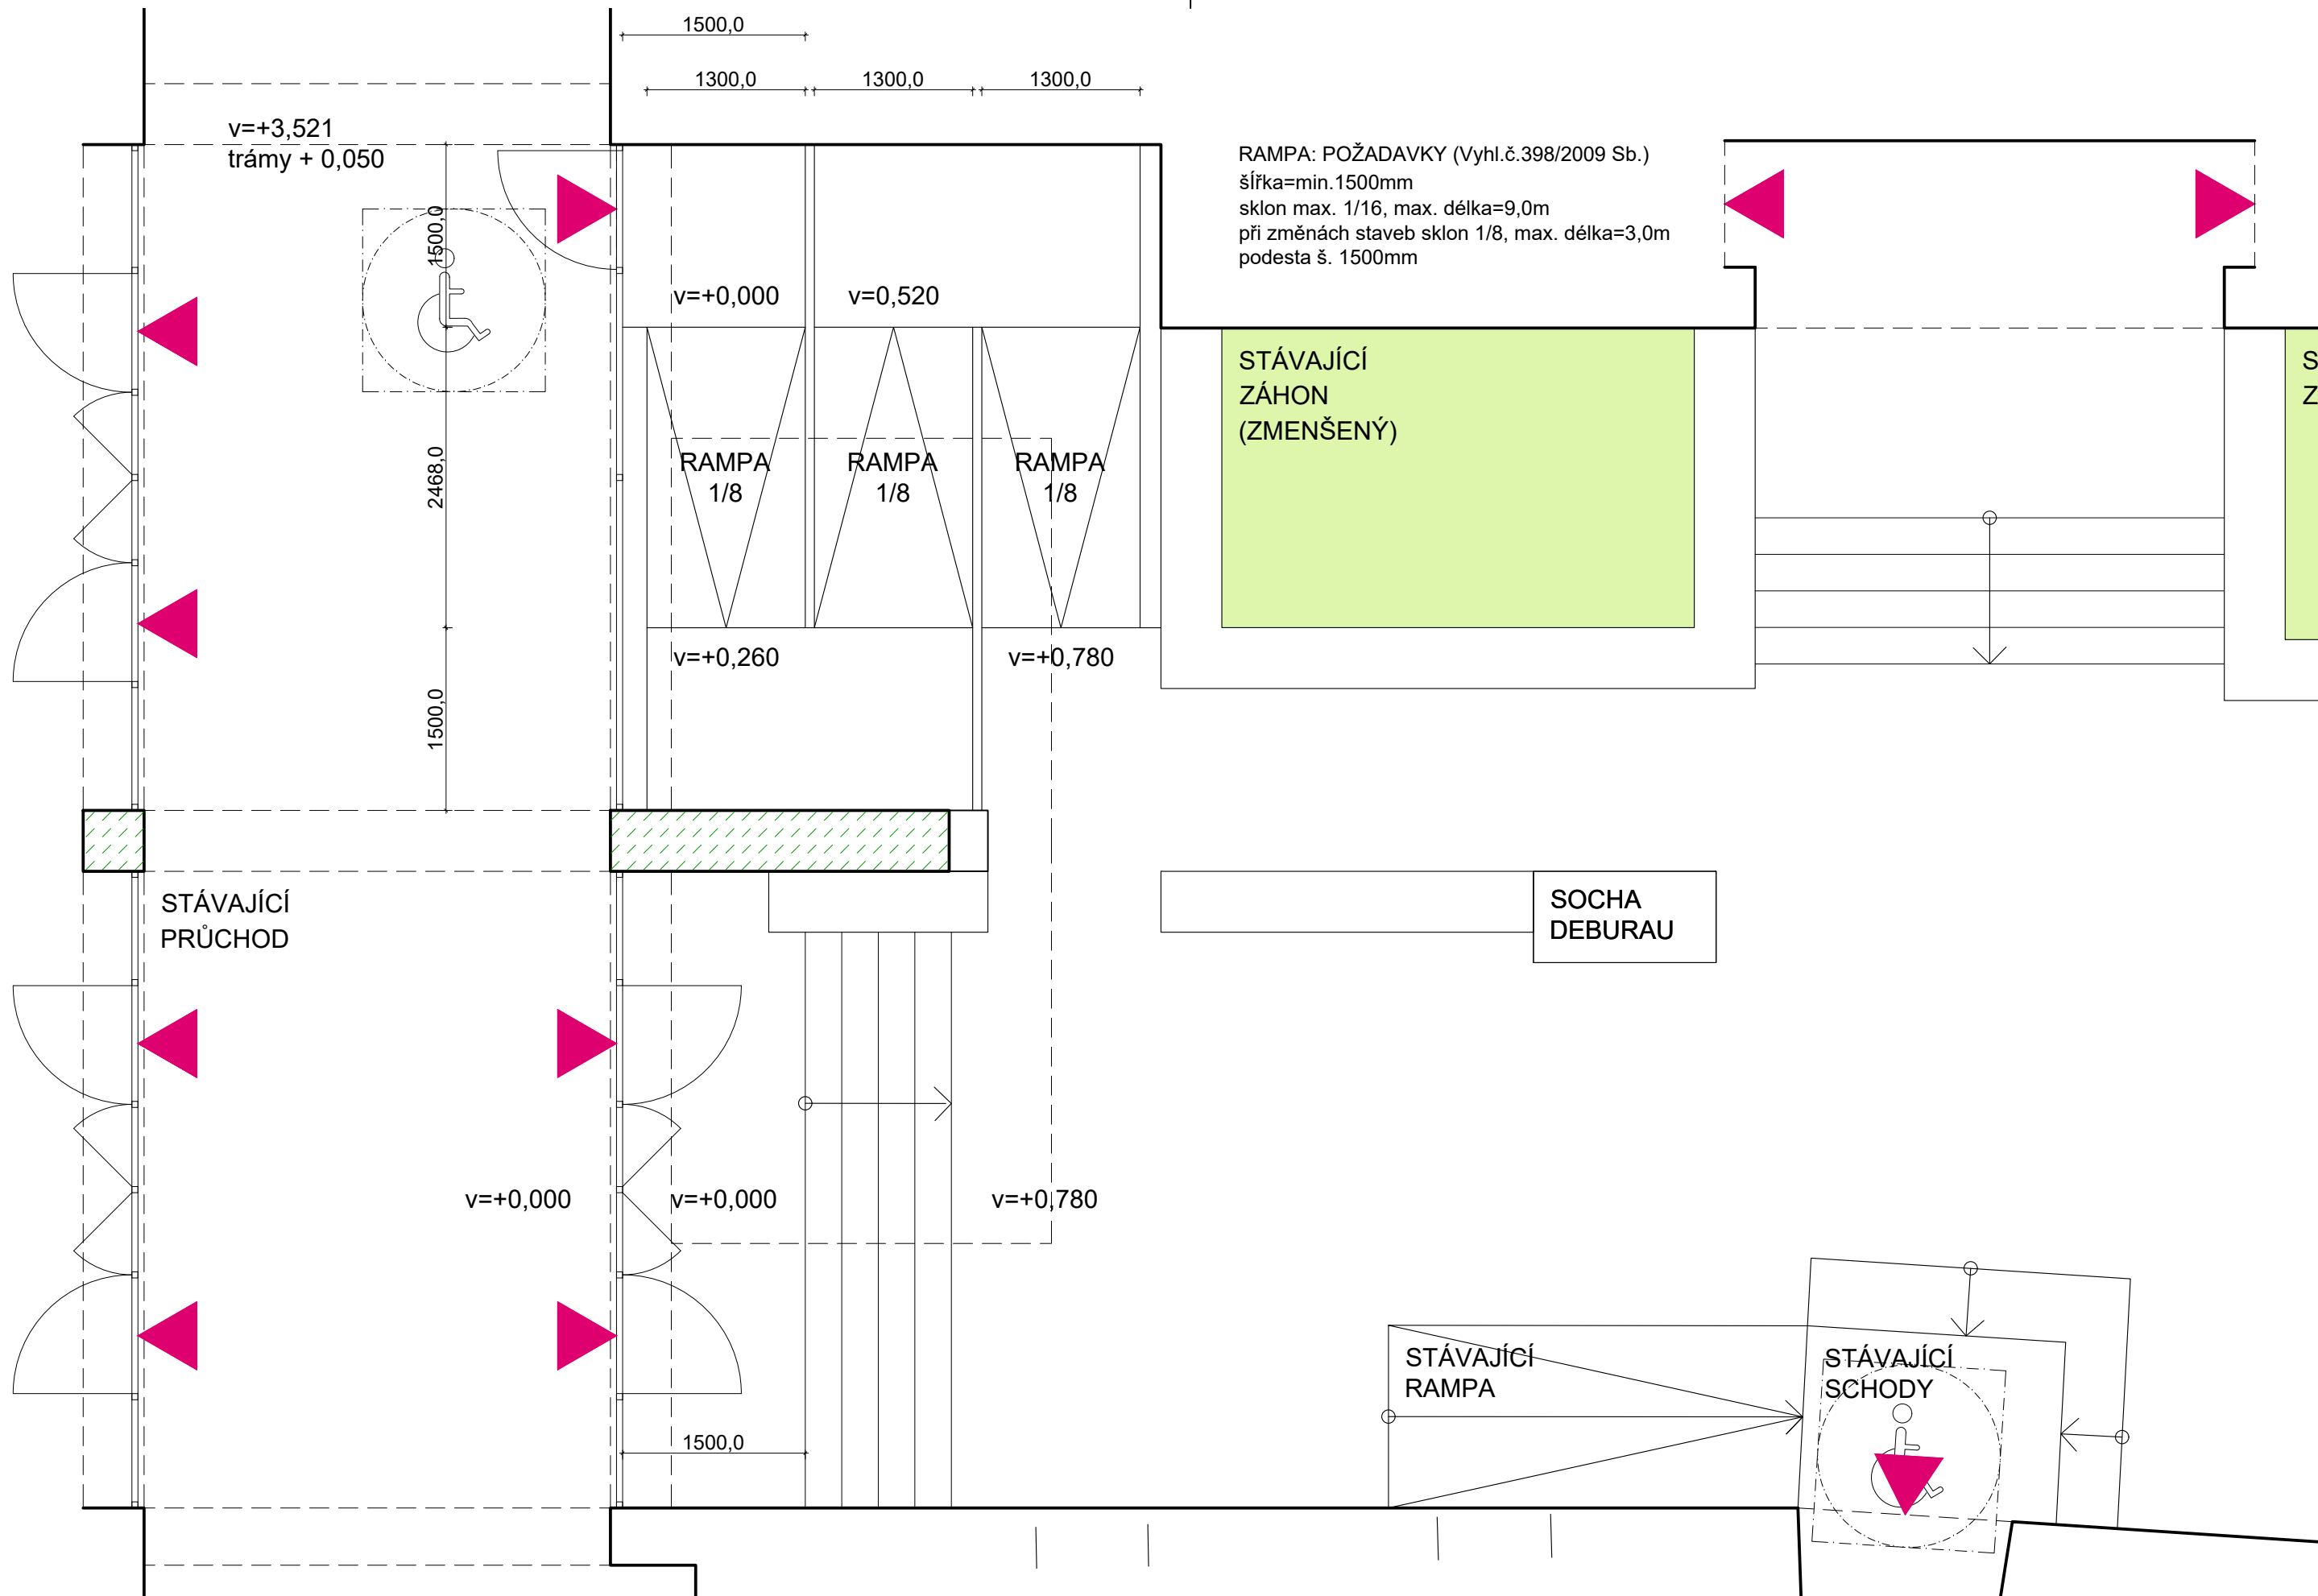 1500,0
1300,0
1300,0
1300,0
v=+3,521
trámy + 0,050
RAMPA: POŽADAVKY (Vyhl.č.398/2009 Sb.)
šířka=min.1500mm
sklon max. 1/16, max. délka=9,0m
při změnách staveb sklon 1/8, max. délka=3,0m
podesta š. 1500mm
1500,0
v=+0,000
v=0,520
STÁVAJÍCÍ
ZÁHON
(ZMENŠENÝ)
S
Z
2468,0
RAMPA
1/8
RAMPA
1/8
RAMPA
1/8
v=+0,260
v=+0,780
1500,0
STÁVAJÍCÍ
PRŮCHOD
SOCHA
DEBURAU
v=+0,000
v=+0,000
v=+0,780
STÁVAJÍCÍ
RAMPA
STÁVAJÍCÍ
SCHODY
1500,0